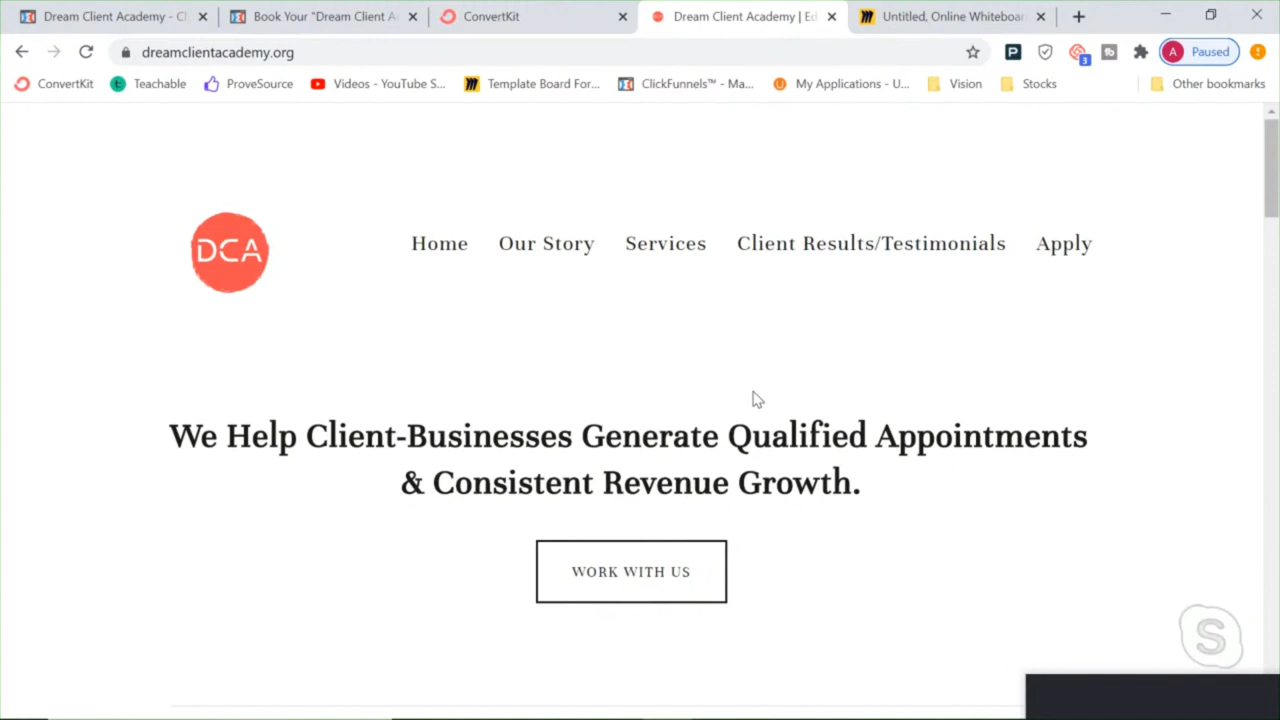 Dream Client Academy - Cl
Book Your "Dream Client A
ConvertKit
Dream Client Academy | Ed
Untitled, Online Whiteboar
dreamclientacademy.org
P
3
fb
A Paused
ConvertKit
t Teachable
ProveSource
Videos - YouTube S...
Template Board For...
ClickFunnels™ - Ma...
My Applications - U...
Vision
Stocks
Other bookmarks
DCA
Home
Our Story
Services
Client Results/Testimonials
Apply
We Help Client-Businesses Generate Qualified Appointments
& Consistent Revenue Growth.
WORK WITH US
S